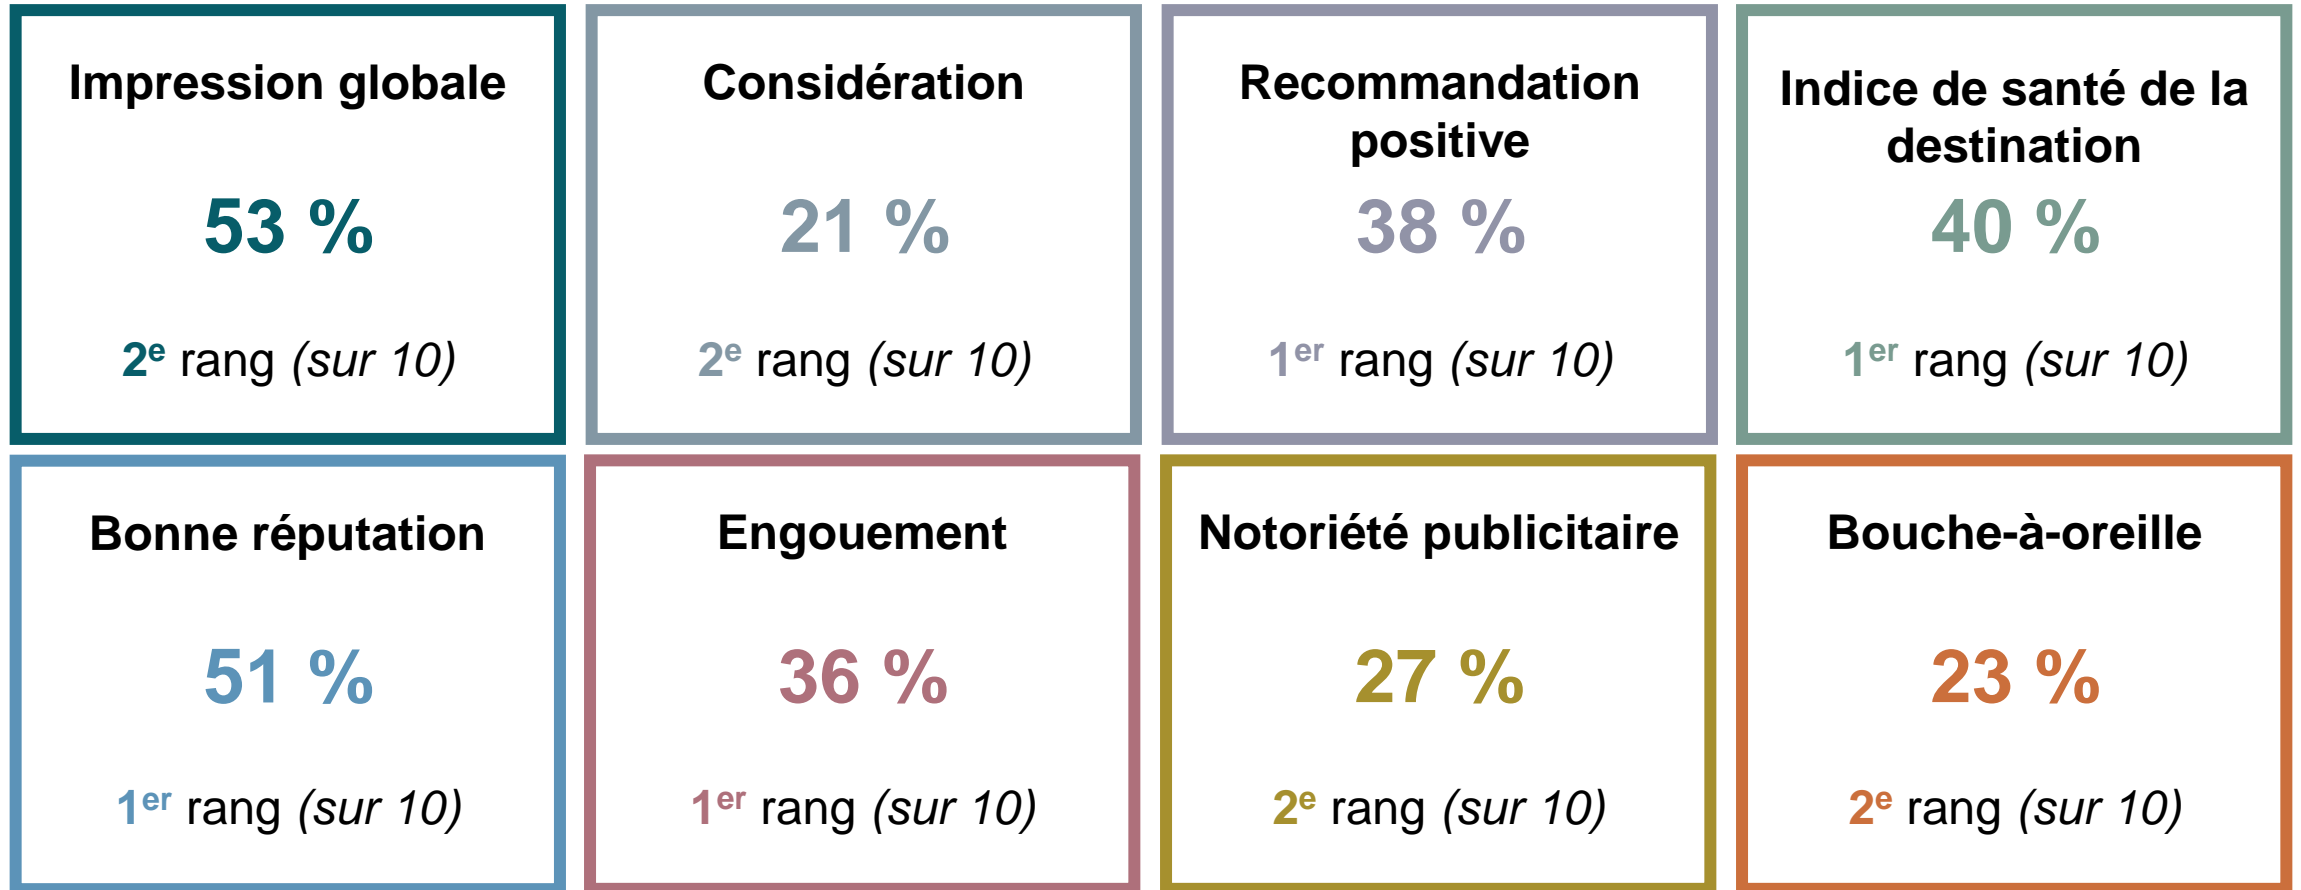 Impression globale
53 %
2e rang (sur 10)
Considération
21 %
2e rang (sur 10)
Recommandation
positive
38 %
1er rang (sur 10)
Indice de santé de la
destination
40 %
1er rang (sur 10)
Bonne réputation
51 %
1er rang (sur 10)
Engouement
36 %
1er rang (sur 10)
Notoriété publicitaire
27 %
2e rang (sur 10)
Bouche-à-oreille
23 %
2e rang (sur 10)